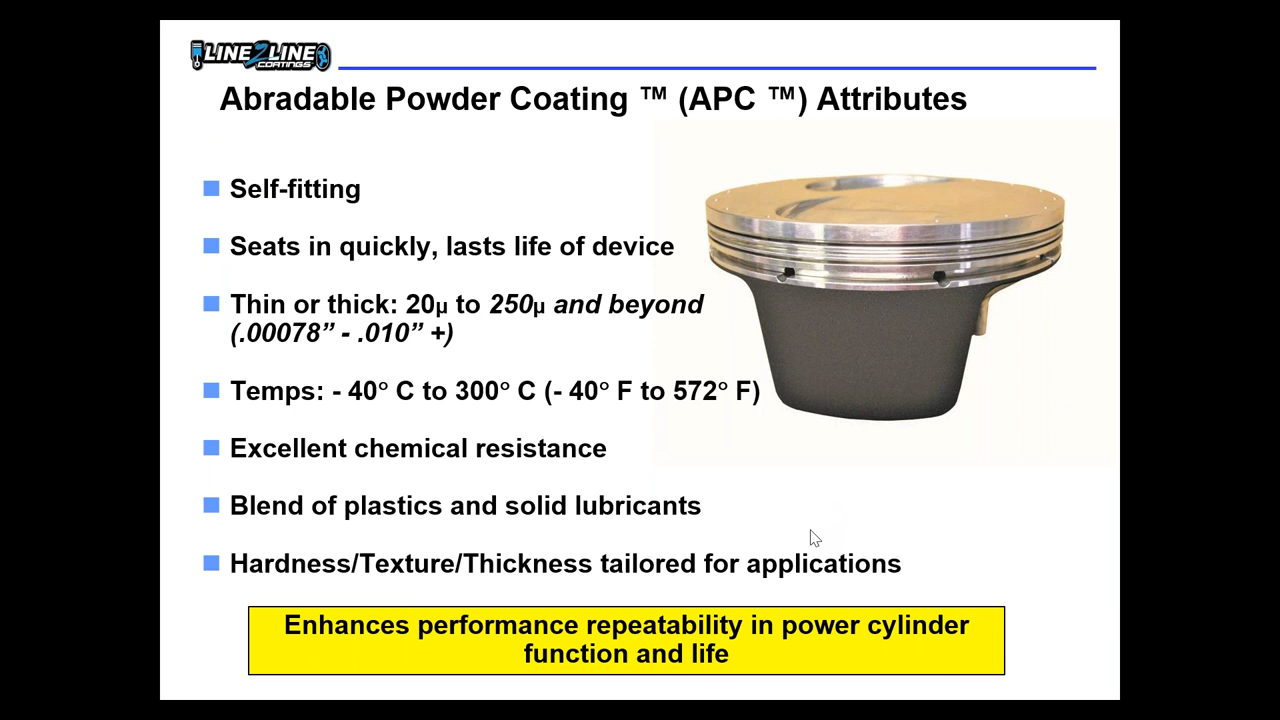 LINE2LINE
COATINGS
Abradable Powder Coating ™ (APC ™) Attributes
Self-fitting
Seats in quickly, lasts life of device
Thin or thick: 20µ to 250µ and beyond
(.00078” - .010” +)
Temps: - 40° C to 300° C (- 40° F to 572° F)
Excellent chemical resistance
Blend of plastics and solid lubricants
Hardness/Texture/Thickness tailored for applications
Enhances performance repeatability in power cylinder
function and life